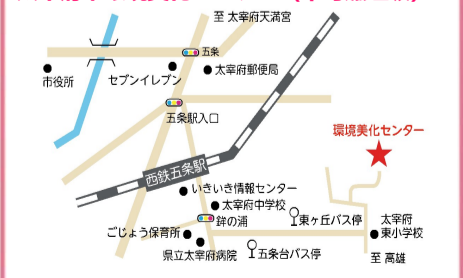 至 太宰府天満宮
五条
市役所
セブンイレブン
太宰府郵便局
五条駅入口
環境美化センター
西鉄五条駅
いきいき情報センター
太宰府中学校
鉾の浦
東ヶ丘バス停
太宰府
東小学校
ごじょう保育所
県立太宰府病院
五条台バス停
至 高雄